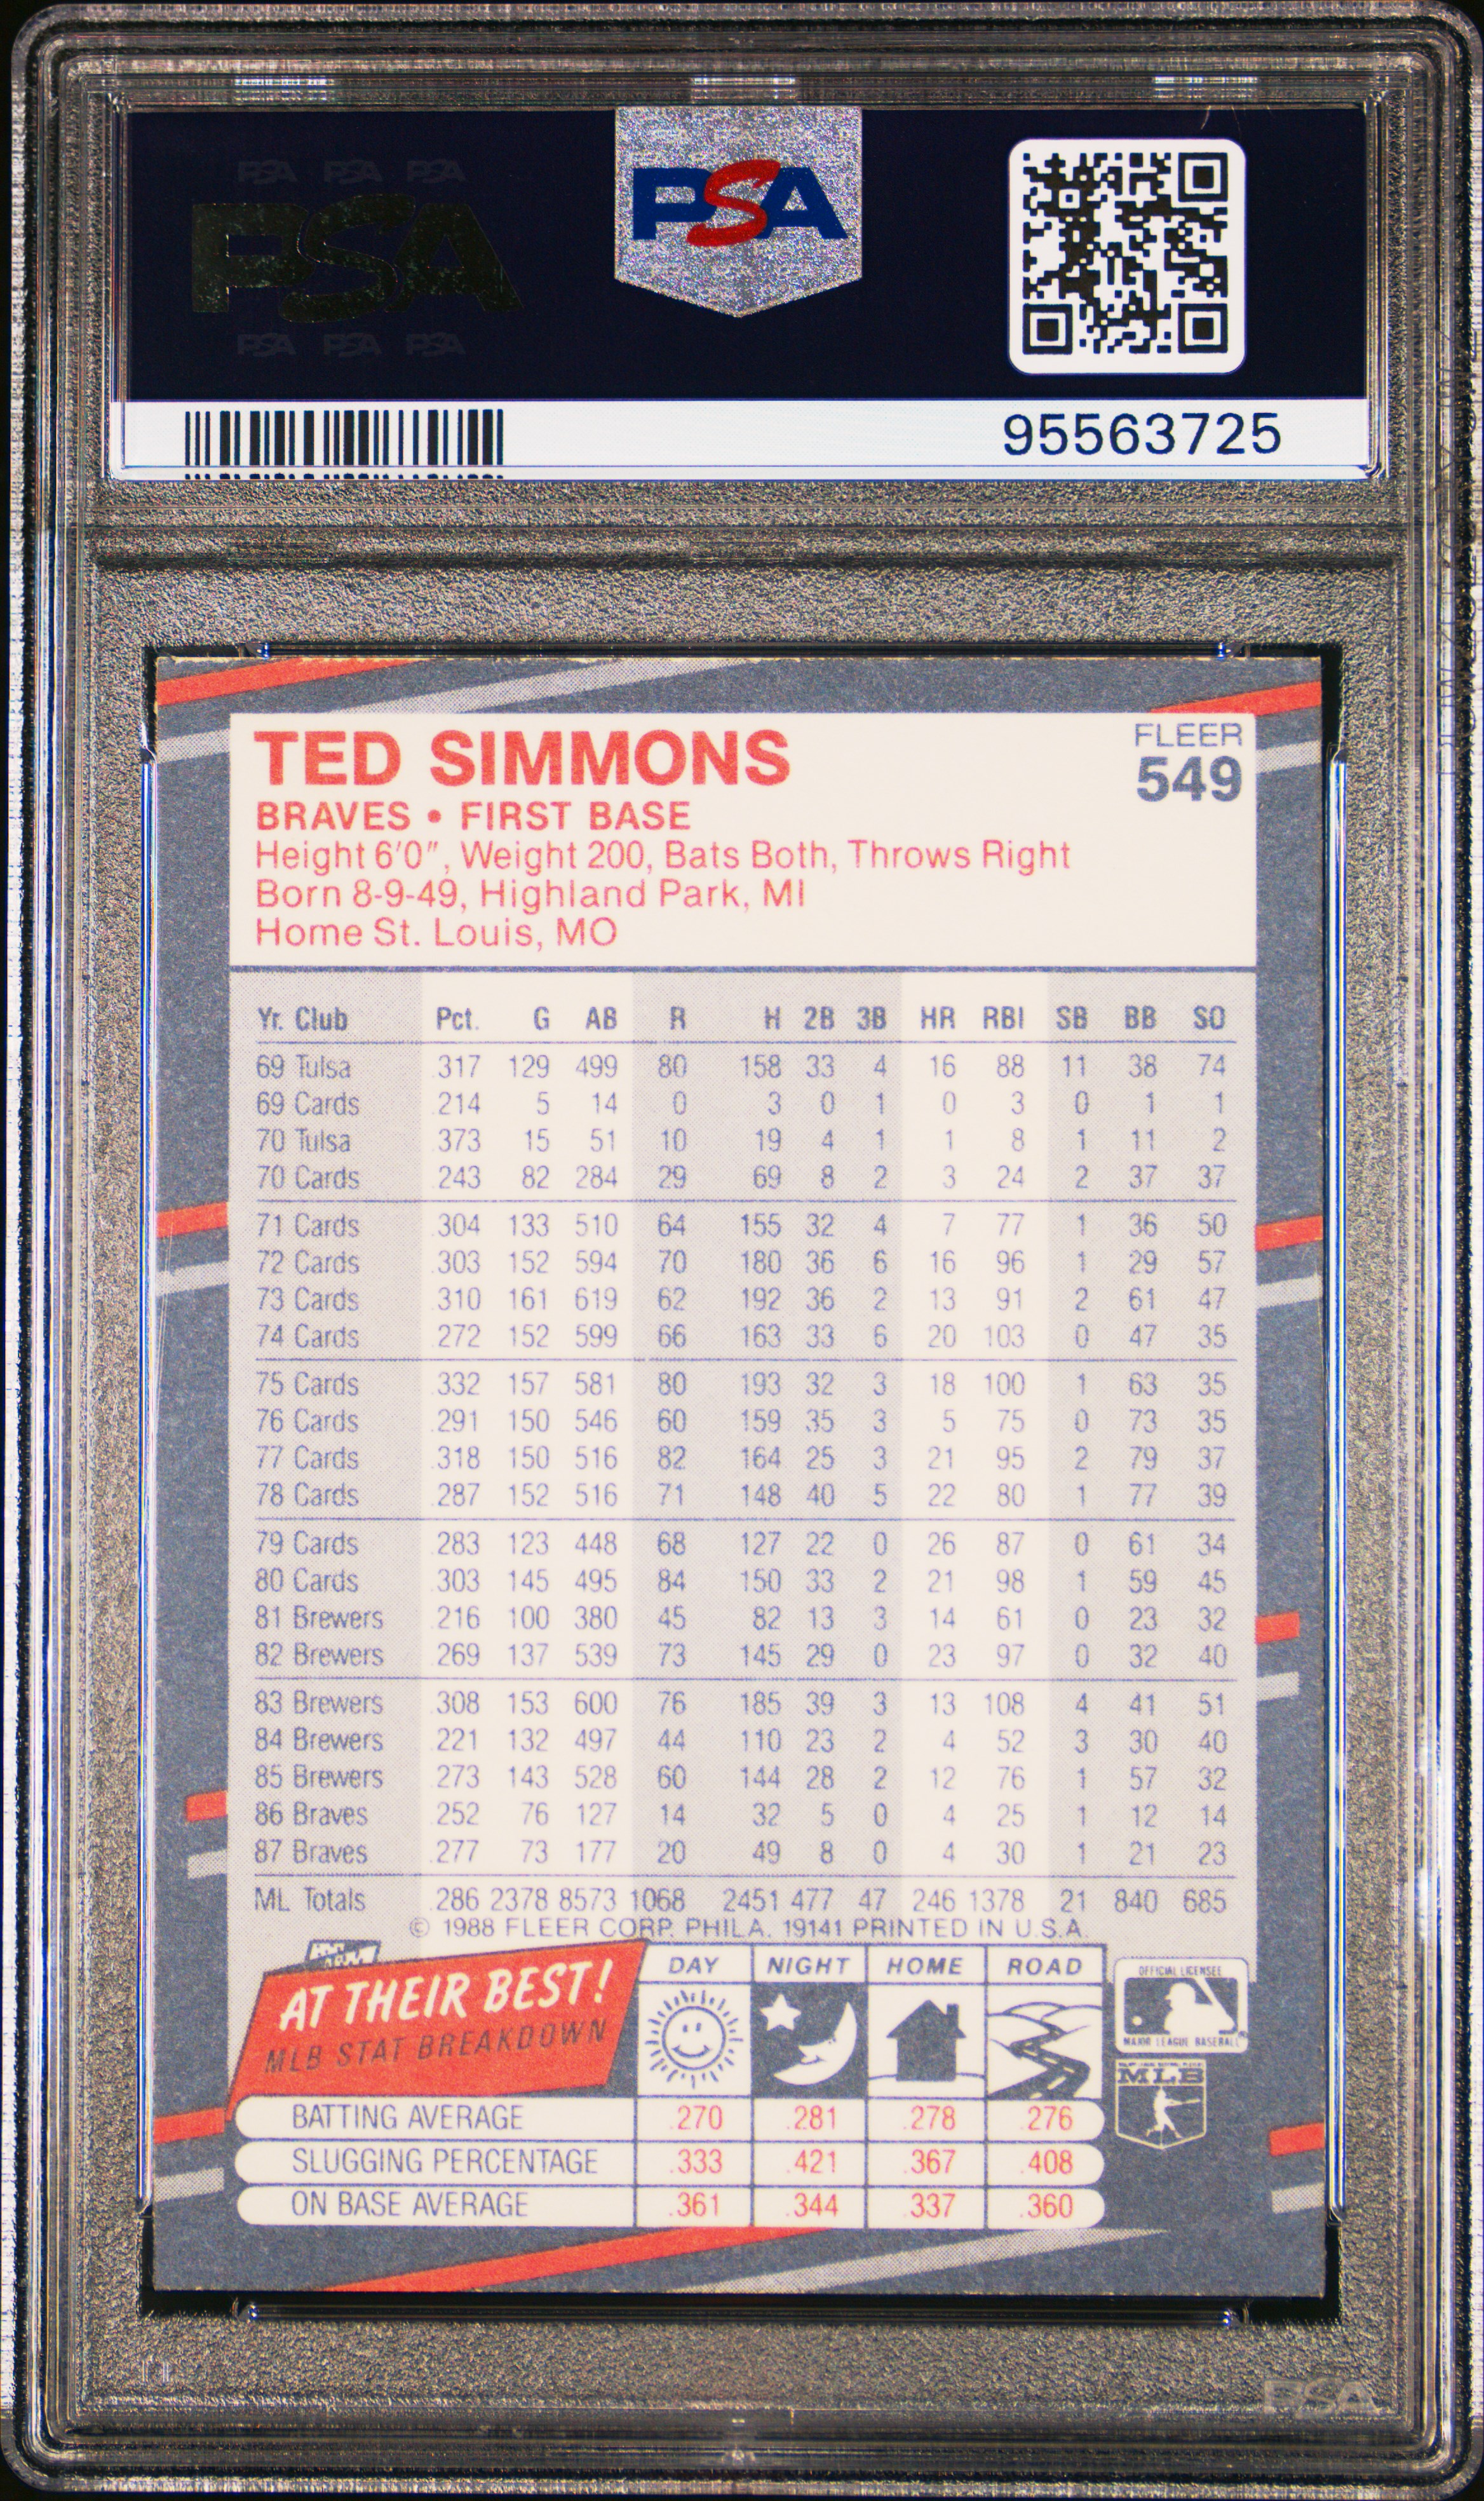 PSA PSA PSA
PSA
PSA PSA PSA
PSA
95563725
TED SIMMONS
FLEER
549
BRAVES • FIRST BASE
Height 6'0", Weight 200, Bats Both, Throws Right
Born 8-9-49, Highland Park, MI
Home St. Louis, MO
Yr. Club Pct. G AB R H 2B 3B HR RBI SB BB SO
69 Tulsa .317 129 499 80 158 33 4 16 88 11 38 74
69 Cards .214 5 14 0 3 0 1 0 3 0 1 1
70 Tulsa .373 15 51 10 19 4 1 1 8 1 11 2
70 Cards .243 82 284 29 69 8 2 3 24 2 37 37
71 Cards .304 133 510 64 155 32 4 7 77 1 36 50
72 Cards .303 152 594 70 180 36 6 16 96 1 29 57
73 Cards .310 161 619 62 192 36 2 13 91 2 61 47
74 Cards .272 152 599 66 163 33 6 20 103 0 47 35
75 Cards .332 157 581 80 193 32 3 18 100 1 63 35
76 Cards .291 150 546 60 159 35 3 5 75 0 73 35
77 Cards .318 150 516 82 164 25 3 21 95 2 79 37
78 Cards .287 152 516 71 148 40 5 22 80 1 77 39
79 Cards .283 123 448 68 127 22 0 26 87 0 61 34
80 Cards .303 145 495 84 150 33 2 21 98 1 59 45
81 Brewers .216 100 380 45 82 13 3 14 61 0 23 32
82 Brewers .269 137 539 73 145 29 0 23 97 0 32 40
83 Brewers .308 153 600 76 185 39 3 13 108 4 41 51
84 Brewers .221 132 497 44 110 23 2 4 52 3 30 40
85 Brewers .273 143 528 60 144 28 2 12 76 1 57 32
86 Braves .252 76 127 14 32 5 0 4 25 1 12 14
87 Braves .277 73 177 20 49 8 0 4 30 1 21 23
ML Totals .286 2378 8573 1068 2451 477 47 246 1378 21 840 685
© 1988 FLEER CORP. PHILA. 19141 PRINTED IN U.S.A.
AT THEIR BEST!
MLB STAT BREAKDOWN
DAY NIGHT HOME ROAD
OFFICIAL LICENSEE
MAJOR LEAGUE BASEBALL
MLB
BATTING AVERAGE .270 .281 .278 .276
SLUGGING PERCENTAGE .333 .421 .367 .408
ON BASE AVERAGE .361 .344 .337 .360
PSA